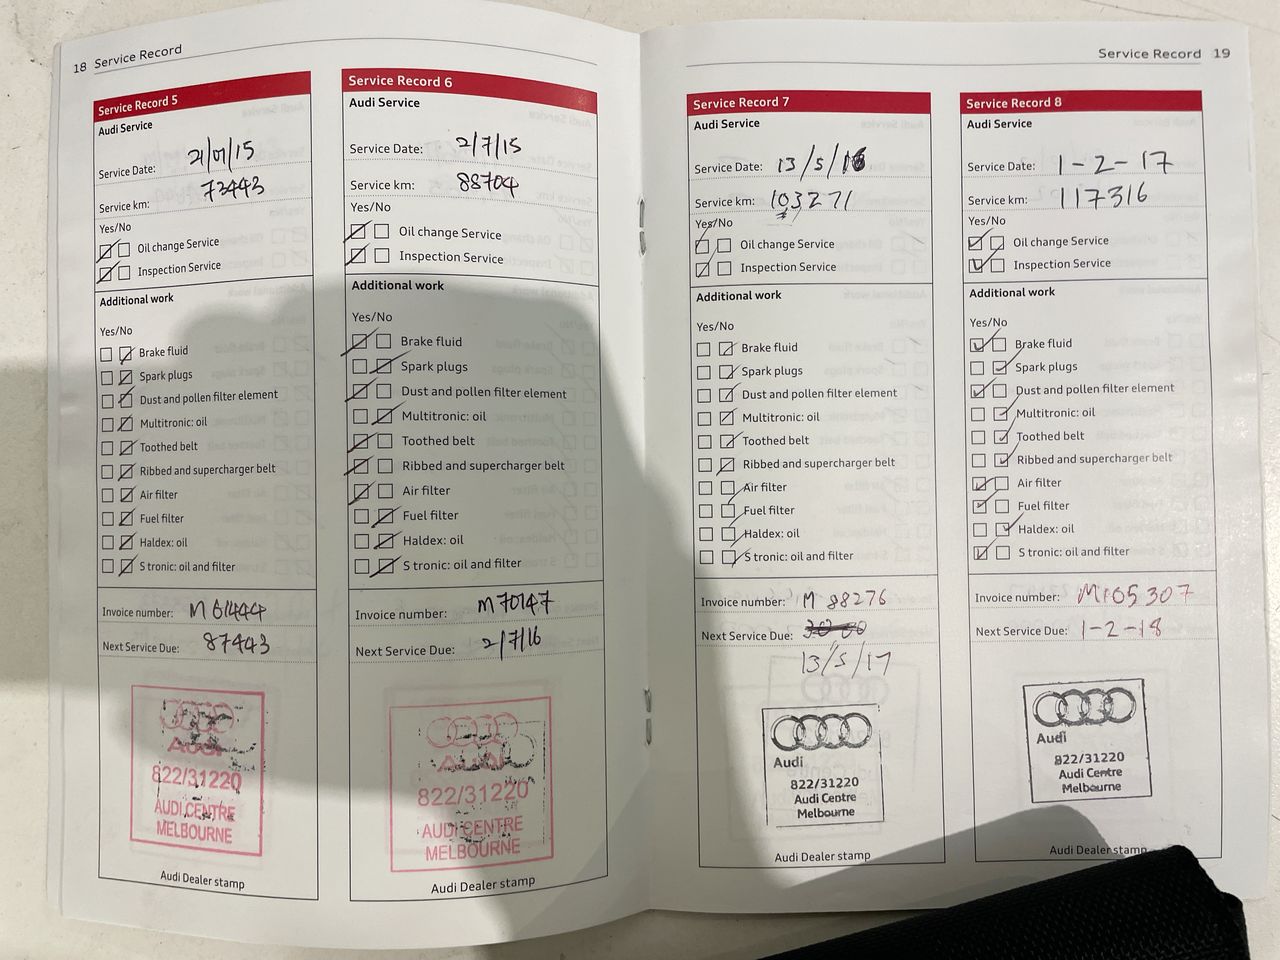 18 Service Record
Service Record 5
Audi Service
Service Date: 21/01/15
Service km: 73443
Yes/No
Oil change Service
Inspection Service
Additional work
Yes/No
Brake fluid
Spark plugs
Dust and pollen filter element
Multitronic: oil
Toothed belt
Ribbed and supercharger belt
Air filter
Fuel filter
Haldex: oil
S tronic: oil and filter
Invoice number: M61444
Next Service Due: 87443
AUDI
822/31220
AUDI CENTRE
MELBOURNE
Audi Dealer stamp
Service Record 6
Audi Service
Service Date: 2/7/15
Service km: 88704
Yes/No
Oil change Service
Inspection Service
Additional work
Yes/No
Brake fluid
Spark plugs
Dust and pollen filter element
Multitronic: oil
Toothed belt
Ribbed and supercharger belt
Air filter
Fuel filter
Haldex: oil
S tronic: oil and filter
Invoice number: M70147
Next Service Due: 2/7/16
AUDI
822/31220
AUDI CENTRE
MELBOURNE
Audi Dealer stamp
Service Record 19
Service Record 7
Audi Service
Service Date: 13/5/16
Service km: 103271
Yes/No
Oil change Service
Inspection Service
Additional work
Yes/No
Brake fluid
Spark plugs
Dust and pollen filter element
Multitronic: oil
Toothed belt
Ribbed and supercharger belt
Air filter
Fuel filter
Haldex: oil
S tronic: oil and filter
Invoice number: M 88276
Next Service Due:
13/5/17
Audi
822/31220
Audi Centre
Melbourne
Audi Dealer stamp
Service Record 8
Audi Service
Service Date: 1-2-17
Service km: 117316
Yes/No
Oil change Service
Inspection Service
Additional work
Yes/No
Brake fluid
Spark plugs
Dust and pollen filter element
Multitronic: oil
Toothed belt
Ribbed and supercharger belt
Air filter
Fuel filter
Haldex: oil
S tronic: oil and filter
Invoice number: M105307
Next Service Due: 1-2-18
Audi
822/31220
Audi Centre
Melbourne
Audi Dealer stamp